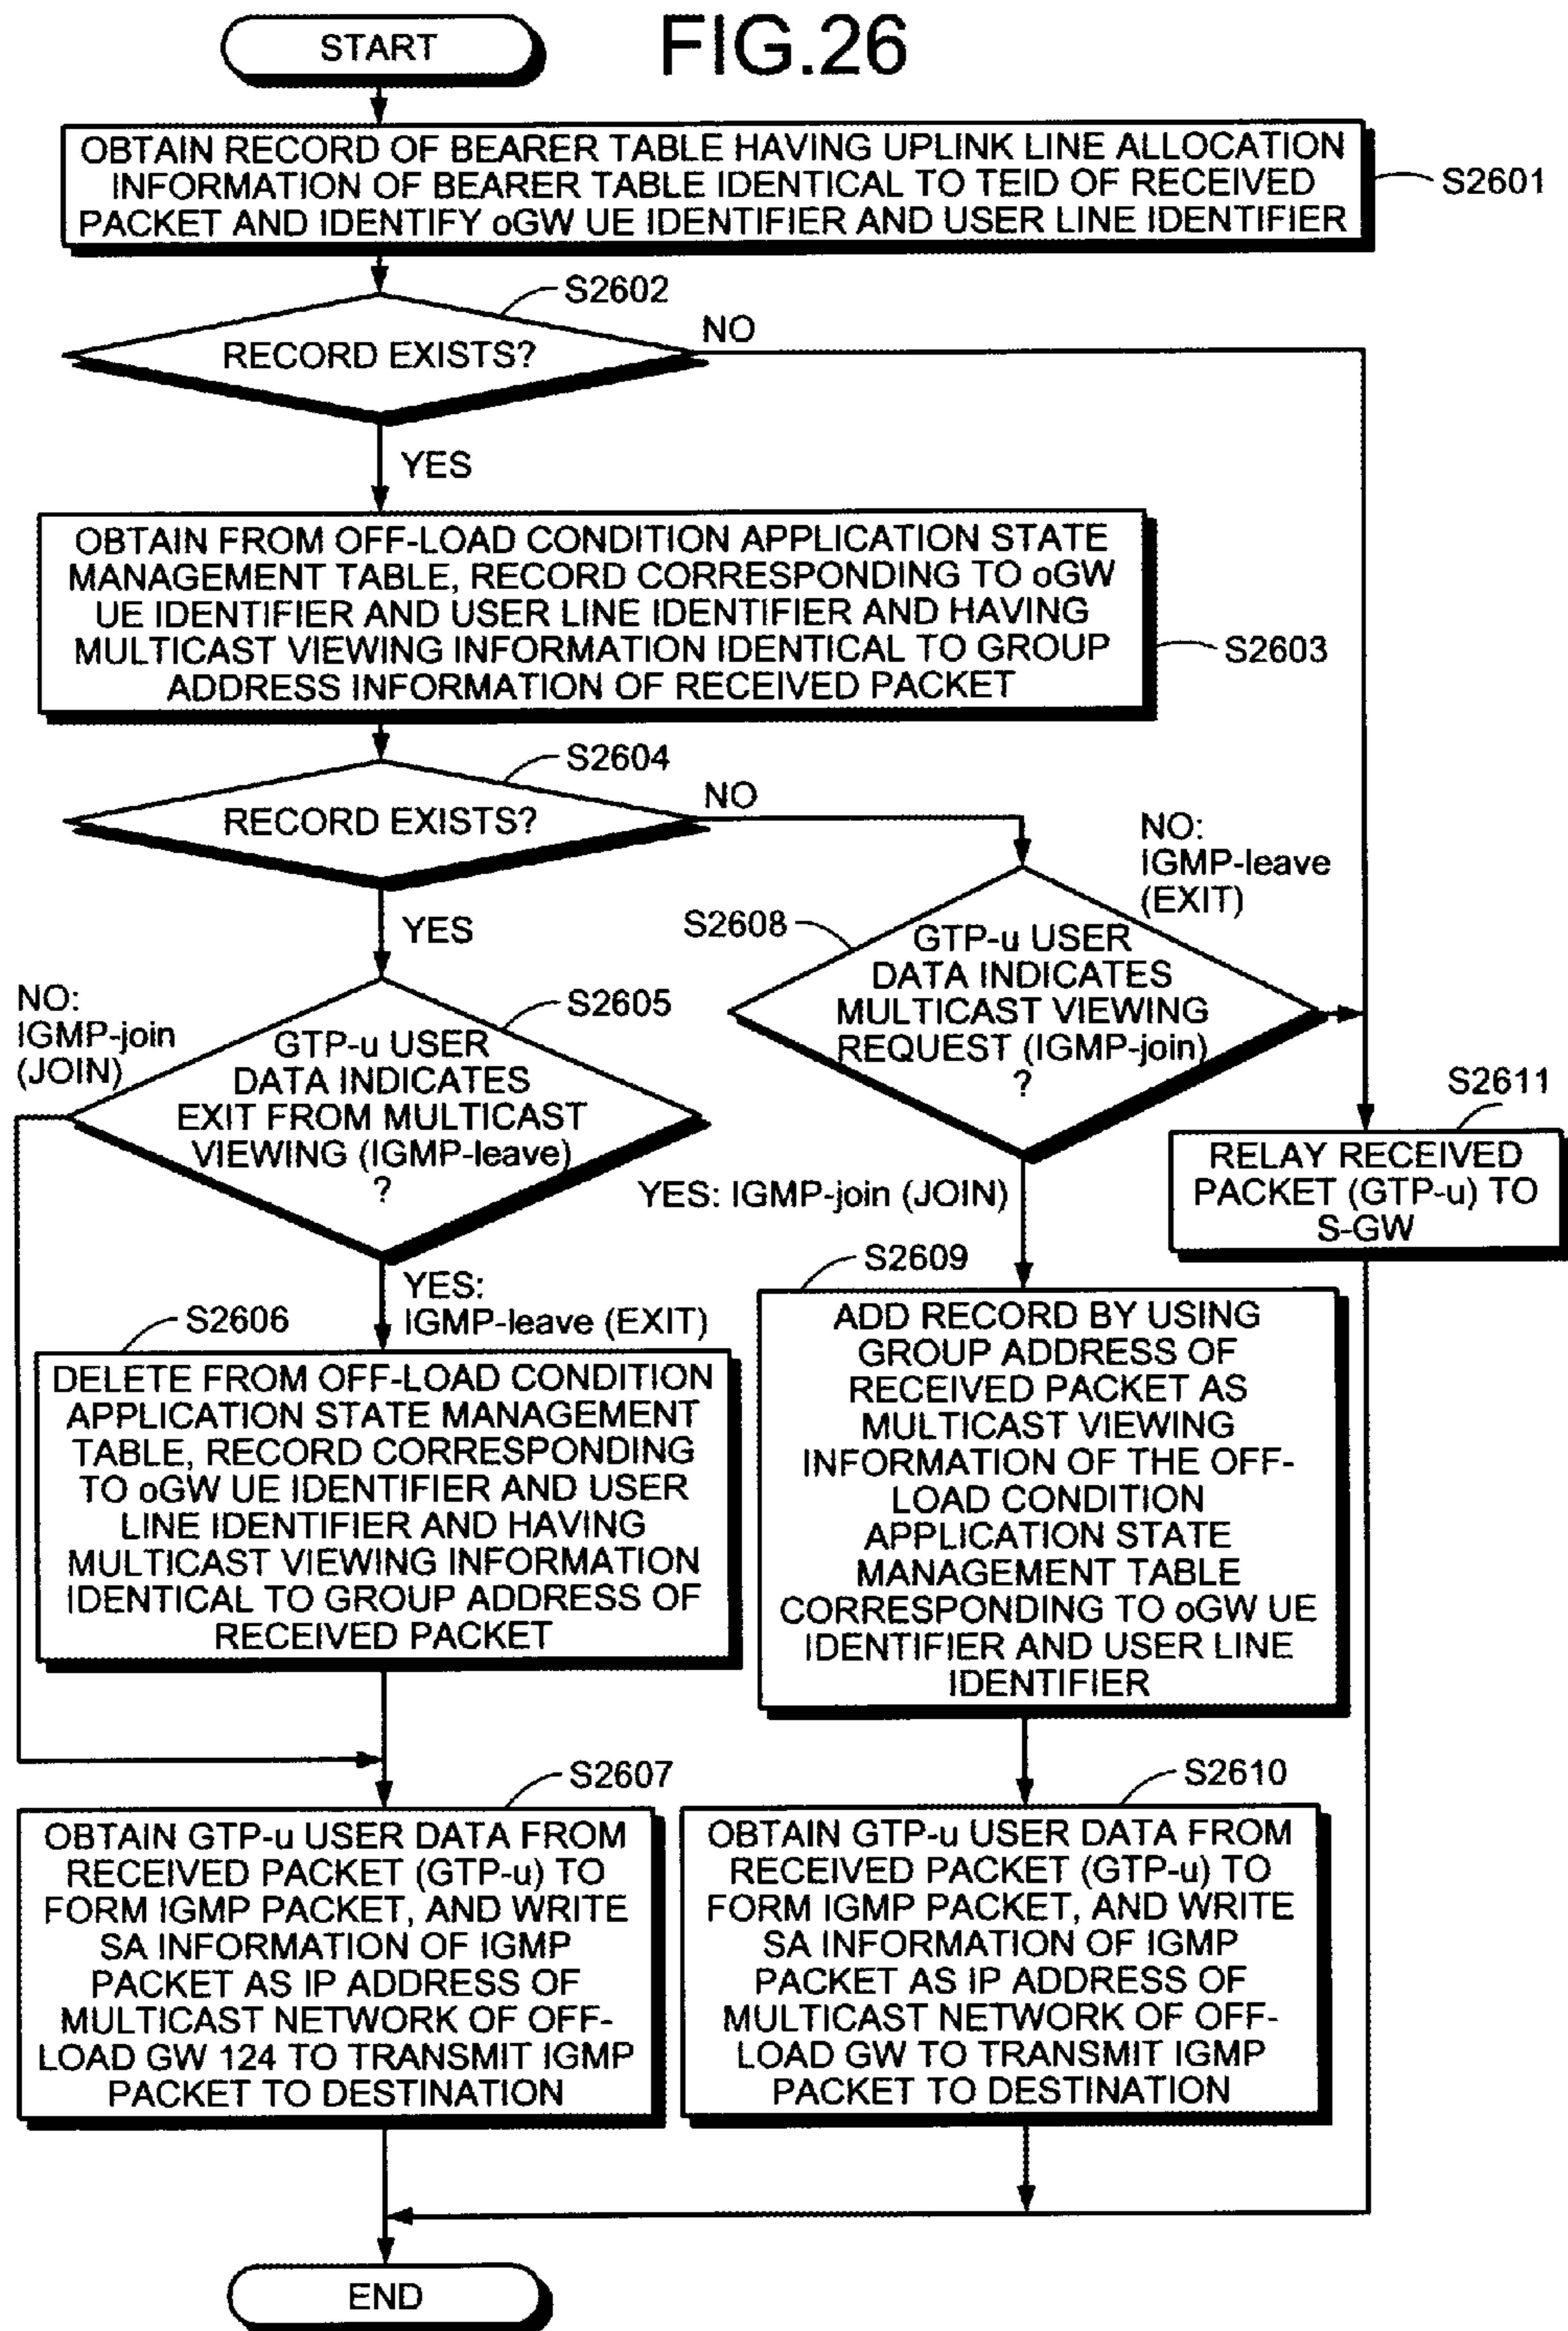 FIG.26
START
OBTAIN RECORD OF BEARER TABLE HAVING UPLINK LINE ALLOCATION
INFORMATION OF BEARER TABLE IDENTICAL TO TEID OF RECEIVED
PACKET AND IDENTIFY oGW UE IDENTIFIER AND USER LINE IDENTIFIER
S2601
S2602
RECORD EXISTS?
NO
YES
OBTAIN FROM OFF-LOAD CONDITION APPLICATION STATE
MANAGEMENT TABLE, RECORD CORRESPONDING TO oGW
UE IDENTIFIER AND USER LINE IDENTIFIER AND HAVING
MULTICAST VIEWING INFORMATION IDENTICAL TO GROUP
ADDRESS INFORMATION OF RECEIVED PACKET
S2603
S2604
RECORD EXISTS?
NO
YES
NO:
IGMP-leave
(EXIT)
S2608
GTP-u USER
DATA INDICATES
MULTICAST VIEWING
REQUEST (IGMP-join)
?
NO:
IGMP-join
(JOIN)
S2605
GTP-u USER
DATA INDICATES
EXIT FROM MULTICAST
VIEWING (IGMP-leave)
?
YES: IGMP-join (JOIN)
S2611
RELAY RECEIVED
PACKET (GTP-u) TO
S-GW
YES:
IGMP-leave (EXIT)
S2606
DELETE FROM OFF-LOAD CONDITION
APPLICATION STATE MANAGEMENT
TABLE, RECORD CORRESPONDING
TO oGW UE IDENTIFIER AND USER
LINE IDENTIFIER AND HAVING
MULTICAST VIEWING INFORMATION
IDENTICAL TO GROUP ADDRESS OF
RECEIVED PACKET
S2609
ADD RECORD BY USING
GROUP ADDRESS OF
RECEIVED PACKET AS
MULTICAST VIEWING
INFORMATION OF THE OFF-
LOAD CONDITION
APPLICATION STATE
MANAGEMENT TABLE
CORRESPONDING TO oGW UE
IDENTIFIER AND USER LINE
IDENTIFIER
S2607
OBTAIN GTP-u USER DATA FROM
RECEIVED PACKET (GTP-u) TO
FORM IGMP PACKET, AND WRITE
SA INFORMATION OF IGMP
PACKET AS IP ADDRESS OF
MULTICAST NETWORK OF OFF-
LOAD GW 124 TO TRANSMIT IGMP
PACKET TO DESTINATION
S2610
OBTAIN GTP-u USER DATA FROM
RECEIVED PACKET (GTP-u) TO
FORM IGMP PACKET, AND WRITE
SA INFORMATION OF IGMP
PACKET AS IP ADDRESS OF
MULTICAST NETWORK OF OFF-
LOAD GW TO TRANSMIT IGMP
PACKET TO DESTINATION
END